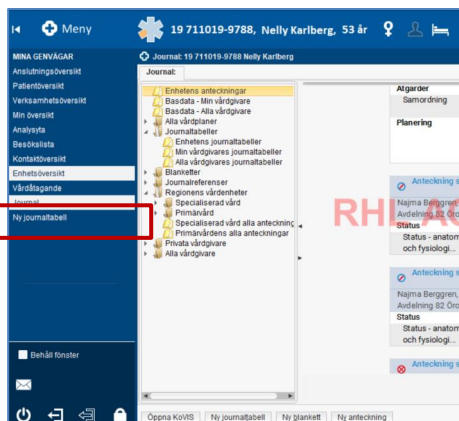 Meny
19 711019-9788, Nelly Karlberg, 53 år
MINA GENVÄGAR
Anslutningsöversikt
Patientöversikt
Verksamhetsöversikt
Min översikt
Analysyta
Besökslista
Kontaktöversikt
Enhetsöversikt
Vårdåtagande
Journal
Ny journaltabell
Behåll fönster
Journal: 19 711019-9788 Nelly Karlberg
Journal:
Enhetens anteckningar
Basdata - Min vårdgivare
Basdata - Alla vårdgivare
Alla vårdplaner
Journaltabeller
Enhetens journaltabeller
Min vårdgivares journaltabeller
Alla vårdgivares journaltabeller
Blanketter
Journalreferenser
Regionens vårdenheter
Specialiserad vård
Primärvård
Specialiserad vård alla anteckning
Primärvårdens alla anteckningar
Privata vårdgivare
Alla vårdgivare
Åtgärder
Samordning
Planering
Anteckning s
Najma Berggren,
Avdelning 82 Öro
Status
Status - anatom
och fysiologi...
Anteckning s
Najma Berggren,
Avdelning 82 Öro
Status
Status - anatom
och fysiologi...
Anteckning s
Öppna KoVIS
Ny journaltabell
Ny blankett
Ny anteckning